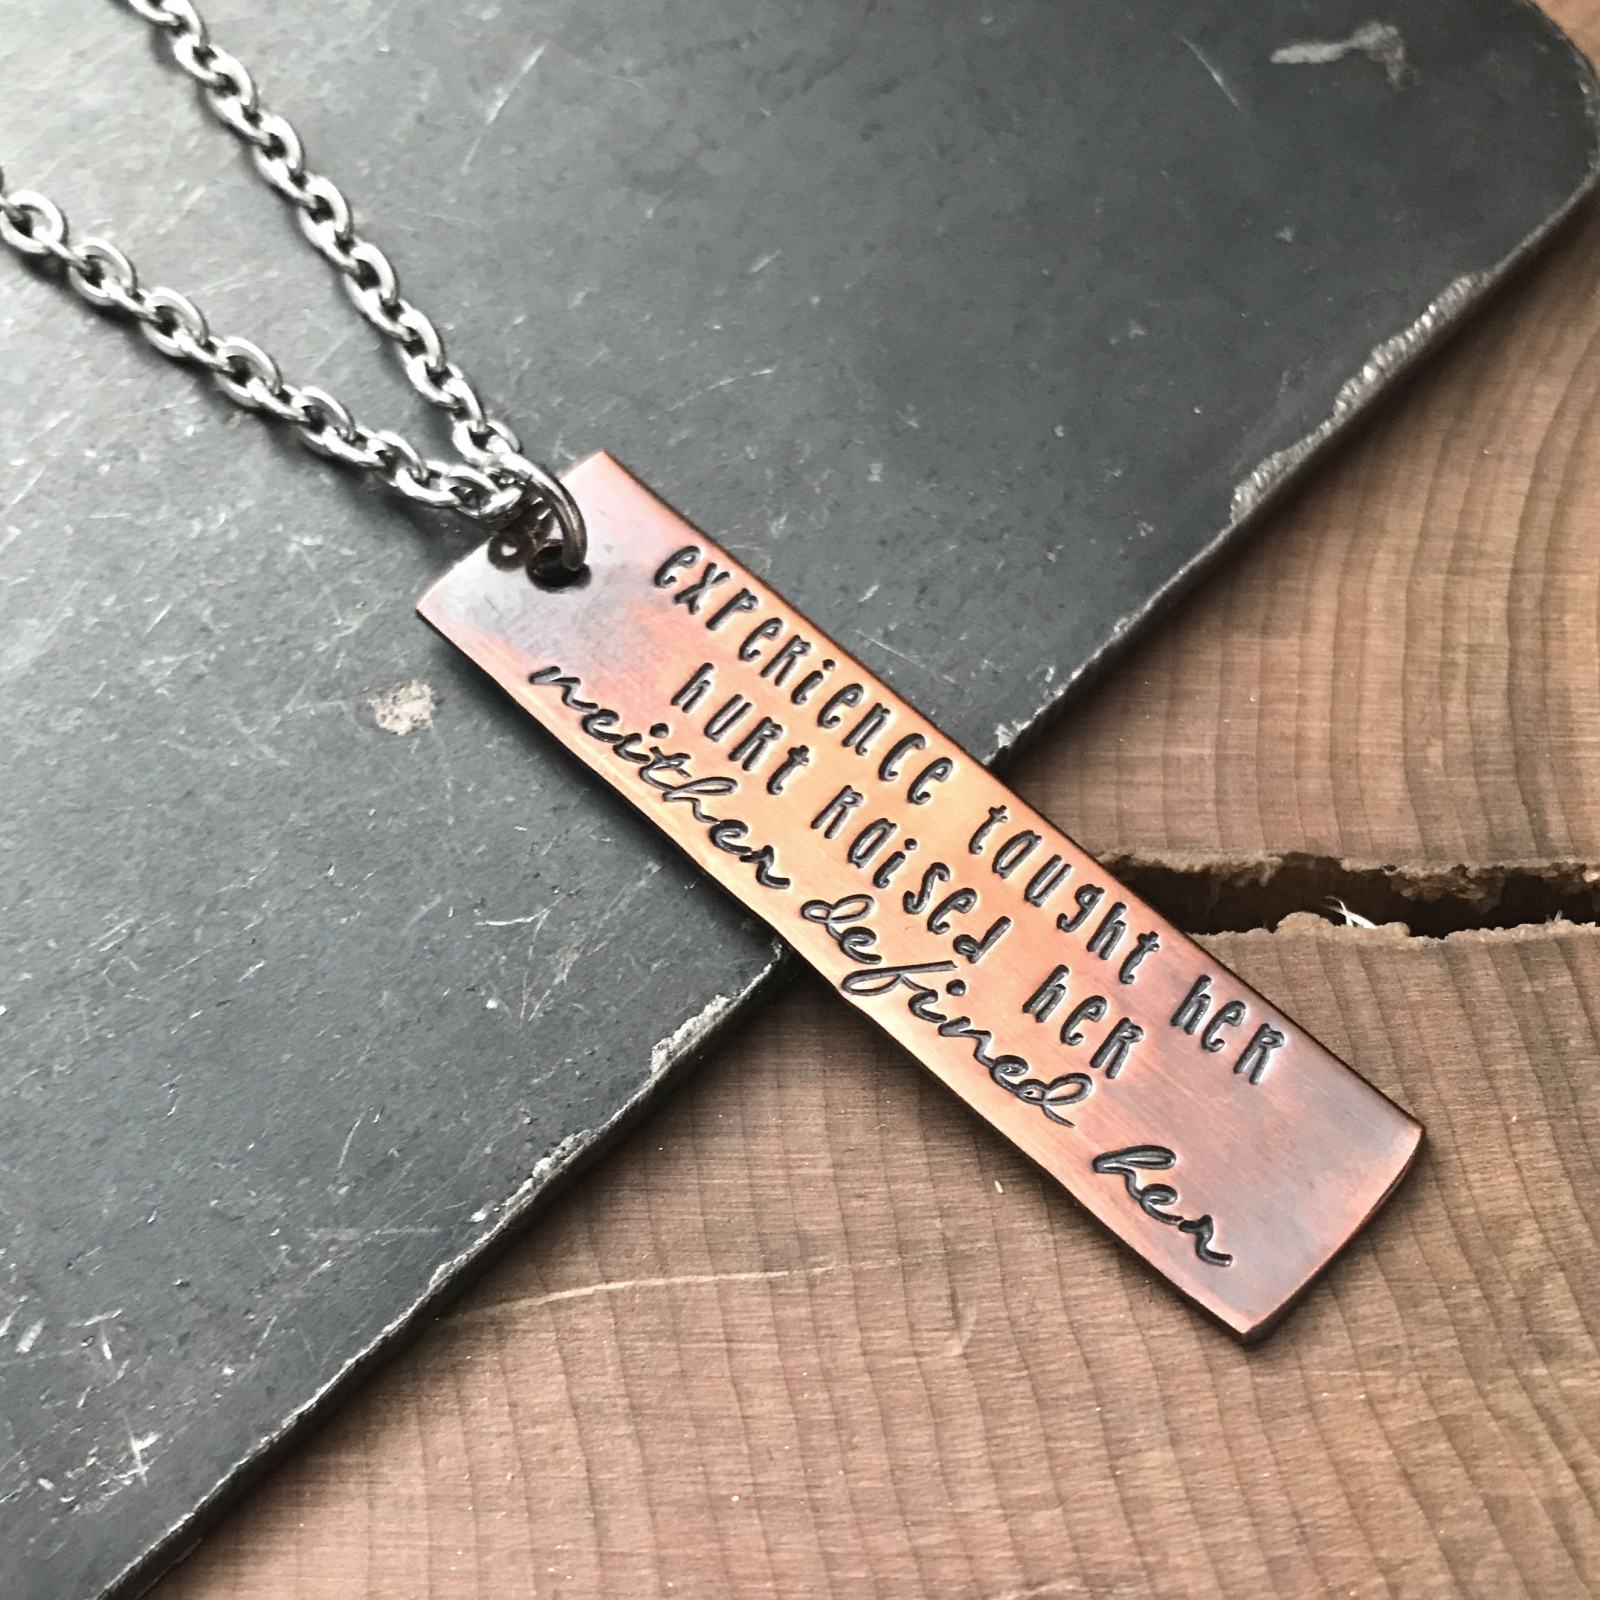 experience taught her
hurt raised her
neither defined her